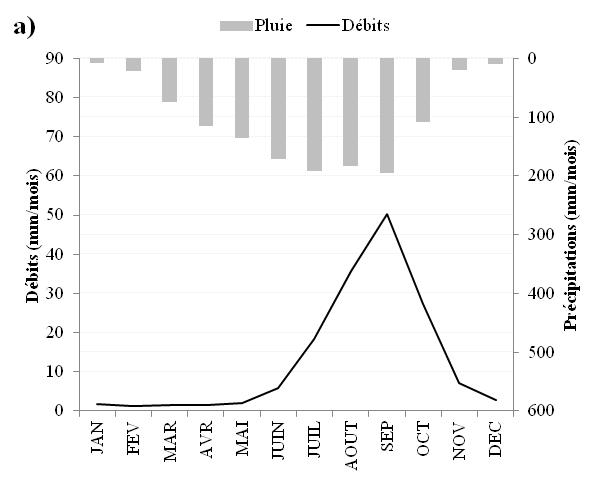 a)
Pluie
Débits
90
80
70
60
50
40
30
20
10
0
Débits (mm/mois)
0
100
200
300
400
500
600
Précipitations (mm/mois)
JAN
FEV
MAR
AVR
MAI
JUIN
JUIL
AOUT
SEP
OCT
NOV
DEC